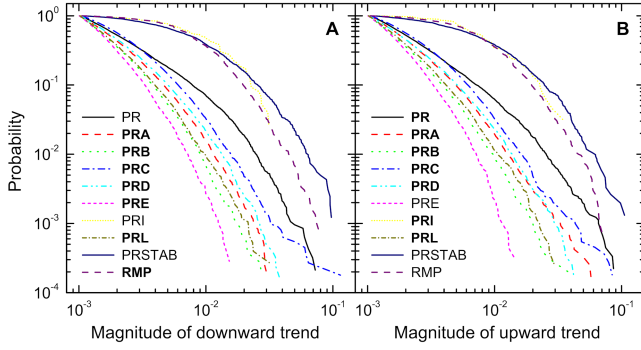 A
B
Probability
10^0
10^-1
10^-2
10^-3
10^-4
PR
PRA
PRB
PRC
PRD
PRE
PRI
PRL
PRSTAB
RMP
PR
PRA
PRB
PRC
PRD
PRE
PRI
PRL
PRSTAB
RMP
10^-3
10^-2
10^-1
10^-3
10^-2
10^-1
Magnitude of downward trend
Magnitude of upward trend